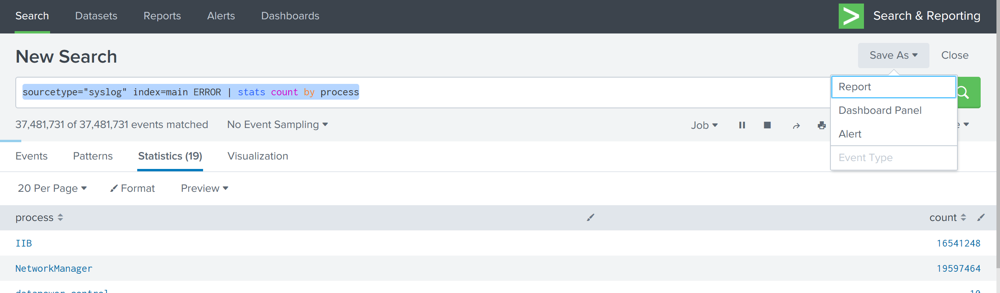 Search Datasets Reports Alerts Dashboards Search & Reporting
New Search Save As Close
sourcetype="syslog" index=main ERROR | stats count by process
Report
Dashboard Panel
Alert
Event Type
37,481,731 of 37,481,731 events matched No Event Sampling Job
Events Patterns Statistics (19) Visualization
20 Per Page Format Preview
process count
IIB 16541248
NetworkManager 19597464